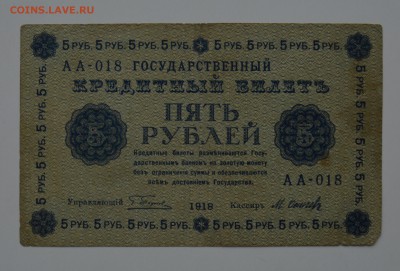 COINS.LAVE.RU
5 РУБ. 5 РУБ. 5 РУБ. 5 РУБ. 5 РУБ. 5 РУБ. 5 РУБ. 5 РУБ.
АА-018 ГОСУДАРСТВЕННЫЙ
КРЕДИТНЫЙ БИЛЕТЪ
ПЯТЬ
РУБЛЕЙ
5 5
Кредитные билеты размѣниваются Госу-
дарственнымъ Банкомъ на золотую монету
безъ ограниченія суммы и обезпечиваются
всѣмъ достояніемъ Государства.
АА-018
Управляющій 1918 Кассиръ
5 РУБ. 5 РУБ. 5 РУБ. 5 РУБ. 5 РУБ. 5 РУБ. 5 РУБ. 5 РУБ.